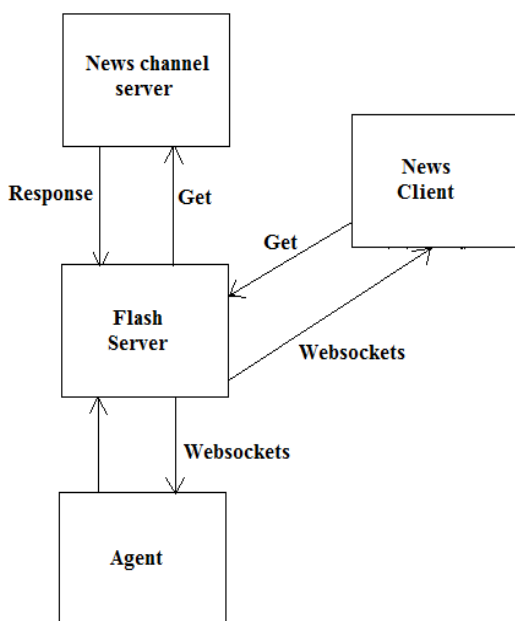 News channel
server
News
Client
Response
Get
Get
Flash
Server
Websockets
Websockets
Agent